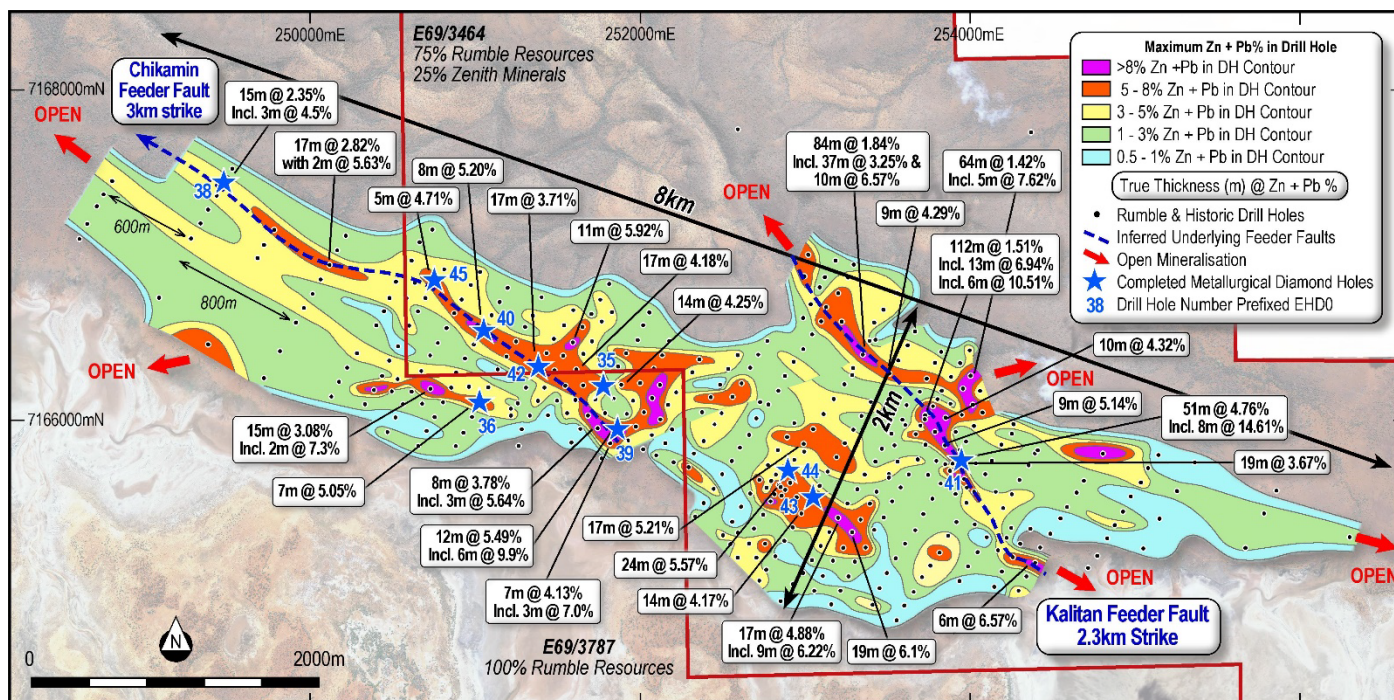 250000mE
252000mE
254000mE
7168000mN
7166000mN
E69/3464
75% Rumble Resources
25% Zenith Minerals
Chikamin
Feeder Fault
3km strike
OPEN
15m @ 2.35%
Incl. 3m @ 4.5%
17m @ 2.82%
with 2m @ 5.63%
8m @ 5.20%
5m @ 4.71%
17m @ 3.71%
11m @ 5.92%
17m @ 4.18%
14m @ 4.25%
8km
OPEN
84m @ 1.84%
Incl. 37m @ 3.25% &
10m @ 6.57%
64m @ 1.42%
Incl. 5m @ 7.62%
9m @ 4.29%
112m @ 1.51%
Incl. 13m @ 6.94%
Incl. 6m @ 10.51%
Maximum Zn + Pb% in Drill Hole
>8% Zn +Pb in DH Contour
5 - 8% Zn + Pb in DH Contour
3 - 5% Zn + Pb in DH Contour
1 - 3% Zn + Pb in DH Contour
0.5 - 1% Zn + Pb in DH Contour
True Thickness (m) @ Zn + Pb %
Rumble & Historic Drill Holes
Inferred Underlying Feeder Faults
Open Mineralisation
Completed Metallurgical Diamond Holes
38 Drill Hole Number Prefixed EHD0
38
600m
800m
45
40
42
35
36
39
44
43
41
2km
OPEN
OPEN
10m @ 4.32%
9m @ 5.14%
51m @ 4.76%
Incl. 8m @ 14.61%
19m @ 3.67%
15m @ 3.08%
Incl. 2m @ 7.3%
7m @ 5.05%
8m @ 3.78%
Incl. 3m @ 5.64%
12m @ 5.49%
Incl. 6m @ 9.9%
7m @ 4.13%
Incl. 3m @ 7.0%
17m @ 5.21%
24m @ 5.57%
14m @ 4.17%
17m @ 4.88%
Incl. 9m @ 6.22%
19m @ 6.1%
6m @ 6.57%
OPEN
OPEN
Kalitan Feeder Fault
2.3km Strike
E69/3787
100% Rumble Resources
N
0
2000m